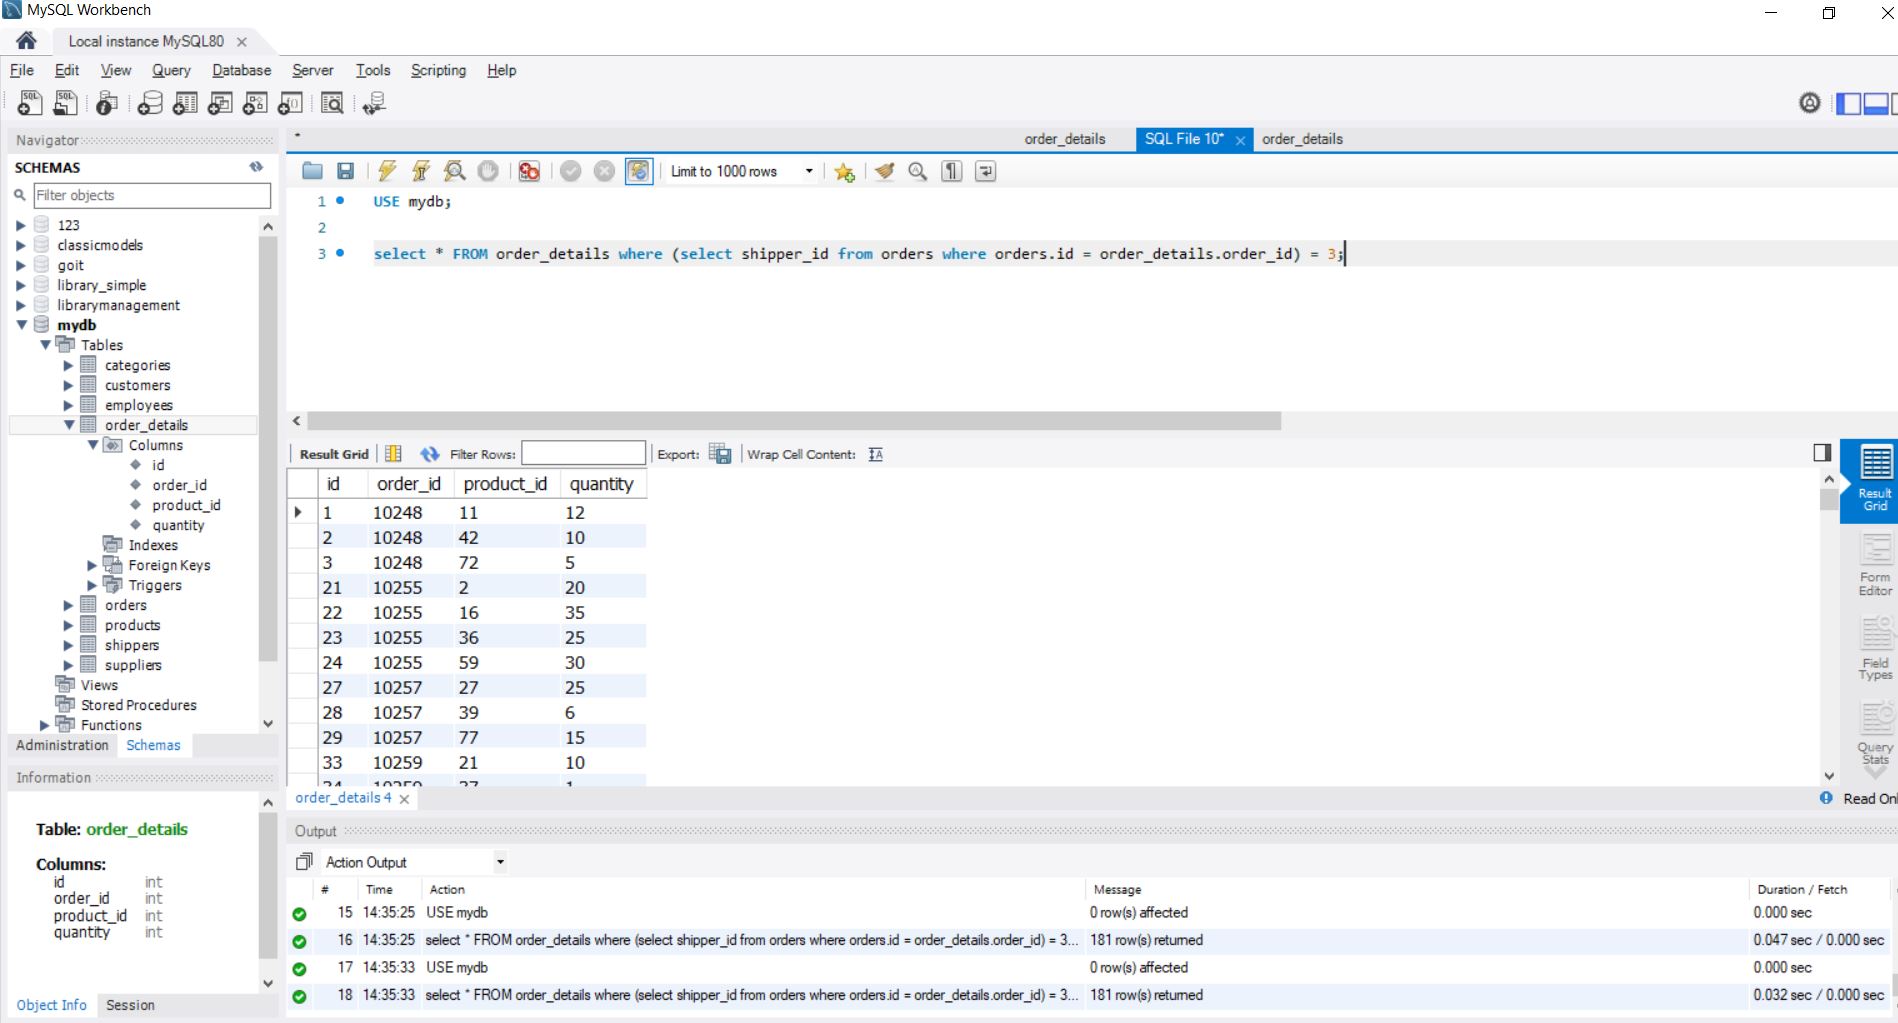 MySQL Workbench
Local instance MySQL80
File Edit View Query Database Server Tools Scripting Help
Navigator
SCHEMAS
Filter objects
123
classicmodels
goit
library_simple
librarymanagement
mydb
Tables
categories
customers
employees
order_details
Columns
id
order_id
product_id
quantity
Indexes
Foreign Keys
Triggers
orders
products
shippers
suppliers
Views
Stored Procedures
Functions
Administration Schemas
Information
Table: order_details
Columns:
id int
order_id int
product_id int
quantity int
Object Info Session
* order_details SQL File 10* order_details
Limit to 1000 rows
1 USE mydb;
2
3 select * FROM order_details where (select shipper_id from orders where orders.id = order_details.order_id) = 3;
Result Grid Filter Rows: Export: Wrap Cell Content:
id order_id product_id quantity
1 10248 11 12
2 10248 42 10
3 10248 72 5
21 10255 2 20
22 10255 16 35
23 10255 36 25
24 10255 59 30
27 10257 27 25
28 10257 39 6
29 10257 77 15
33 10259 21 10
34 10259 37 1
Result
Grid
Form
Editor
Field
Types
Query
Stats
order_details 4
Read Onl
Output
Action Output
# Time Action Message Duration / Fetch
15 14:35:25 USE mydb 0 row(s) affected 0.000 sec
16 14:35:25 select * FROM order_details where (select shipper_id from orders where orders.id = order_details.order_id) = 3... 181 row(s) returned 0.047 sec / 0.000 sec
17 14:35:33 USE mydb 0 row(s) affected 0.000 sec
18 14:35:33 select * FROM order_details where (select shipper_id from orders where orders.id = order_details.order_id) = 3... 181 row(s) returned 0.032 sec / 0.000 sec